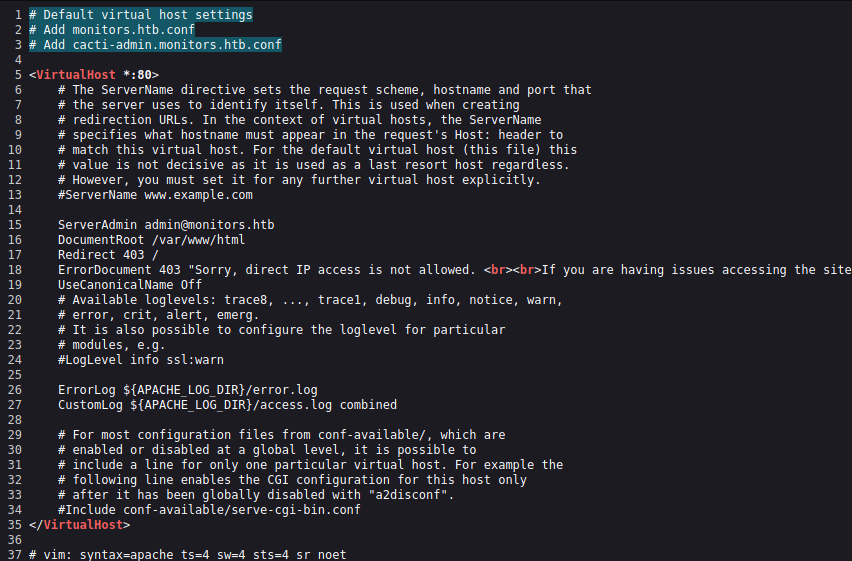 1 # Default virtual host settings
2 # Add monitors.htb.conf
3 # Add cacti-admin.monitors.htb.conf
4
5 <VirtualHost *:80>
6     # The ServerName directive sets the request scheme, hostname and port that
7     # the server uses to identify itself. This is used when creating
8     # redirection URLs. In the context of virtual hosts, the ServerName
9     # specifies what hostname must appear in the request's Host: header to
10     # match this virtual host. For the default virtual host (this file) this
11     # value is not decisive as it is used as a last resort host regardless.
12     # However, you must set it for any further virtual host explicitly.
13     #ServerName www.example.com
14
15     ServerAdmin admin@monitors.htb
16     DocumentRoot /var/www/html
17     Redirect 403 /
18     ErrorDocument 403 "Sorry, direct IP access is not allowed. <br><br>If you are having issues accessing the site
19     UseCanonicalName Off
20     # Available loglevels: trace8, ..., trace1, debug, info, notice, warn,
21     # error, crit, alert, emerg.
22     # It is also possible to configure the loglevel for particular
23     # modules, e.g.
24     #LogLevel info ssl:warn
25
26     ErrorLog ${APACHE_LOG_DIR}/error.log
27     CustomLog ${APACHE_LOG_DIR}/access.log combined
28
29     # For most configuration files from conf-available/, which are
30     # enabled or disabled at a global level, it is possible to
31     # include a line for only one particular virtual host. For example the
32     # following line enables the CGI configuration for this host only
33     # after it has been globally disabled with "a2disconf".
34     #Include conf-available/serve-cgi-bin.conf
35 </VirtualHost>
36
37 # vim: syntax=apache ts=4 sw=4 sts=4 sr noet